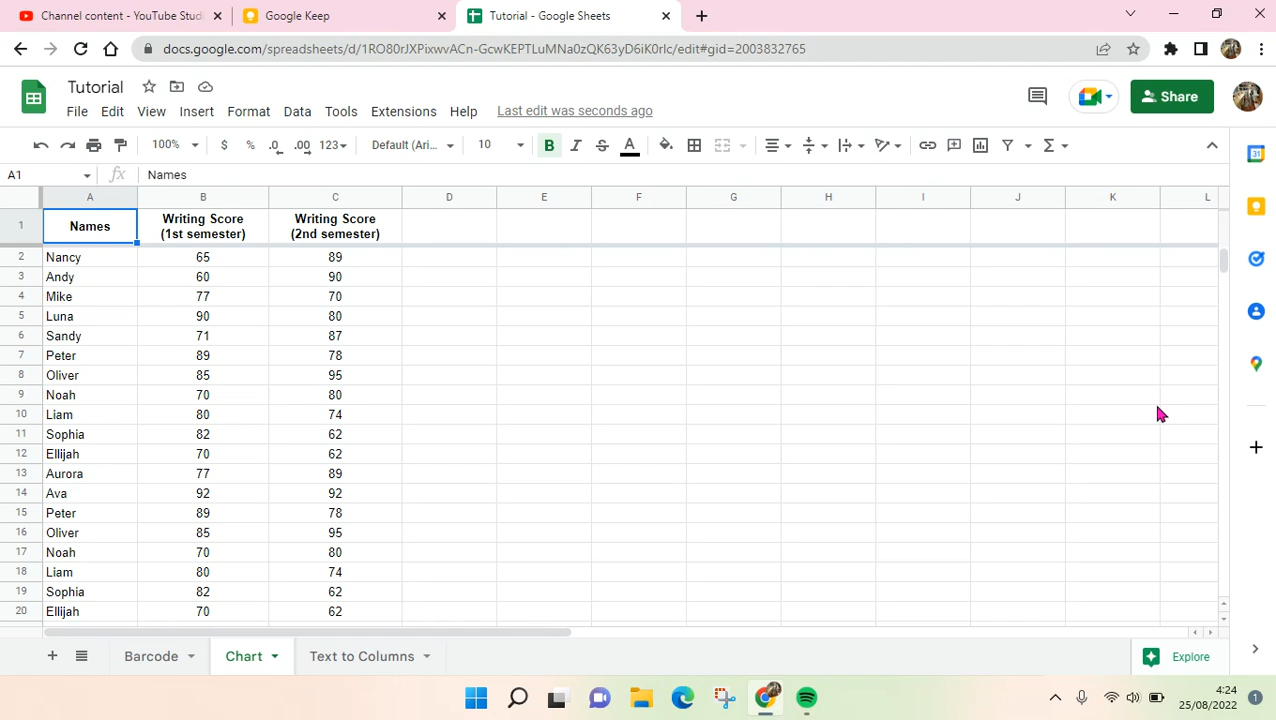 Channel content - YouTube Stud
Google Keep
Tutorial - Google Sheets
docs.google.com/spreadsheets/d/1RO80rJXPixwvACn-GcwKEPTLuMNa0zQK63yD6iK0rlc/edit#gid=2003832765
Tutorial
File Edit View Insert Format Data Tools Extensions Help Last edit was seconds ago
Share
100% $ % .0 .00 123 Default (Ari... 10 B I S A
A1 fx Names
A B C D E F G H I J K L
1 Names Writing Score (1st semester) Writing Score (2nd semester)
2 Nancy 65 89
3 Andy 60 90
4 Mike 77 70
5 Luna 90 80
6 Sandy 71 87
7 Peter 89 78
8 Oliver 85 95
9 Noah 70 80
10 Liam 80 74
11 Sophia 82 62
12 Ellijah 70 62
13 Aurora 77 89
14 Ava 92 92
15 Peter 89 78
16 Oliver 85 95
17 Noah 70 80
18 Liam 80 74
19 Sophia 82 62
20 Ellijah 70 62
Barcode Chart Text to Columns Explore
4:24
25/08/2022
1